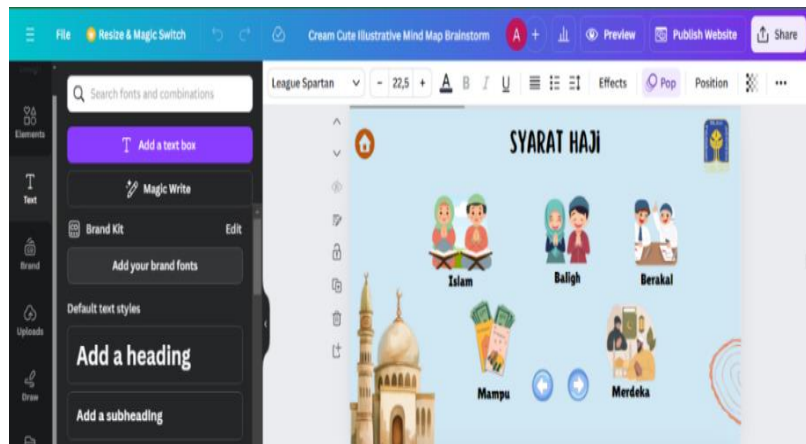 File Resize & Magic Switch Cream Cute Illustrative Mind Map Brainstorm A + Preview Publish Website Share
League Spartan - 22,5 + A B I U Effects Pop Position
Search fonts and combinations
Elements
T Add a text box
T
Text
Magic Write
Brand Kit Edit
Brand
Add your brand fonts
Uploads
Default text styles
Add a heading
Draw
Add a subheading
SYARAT HAJI
Islam
Baligh
Berakal
Mampu
Merdeka